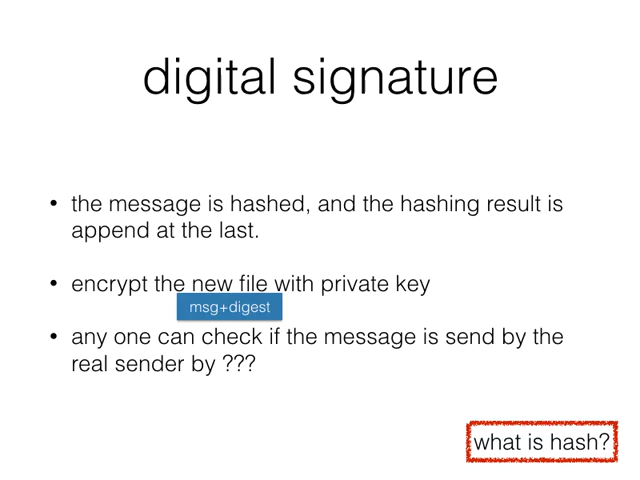 digital signature
• the message is hashed, and the hashing result is
append at the last.
• encrypt the new file with private key
msg+digest
• any one can check if the message is send by the
real sender by ???
what is hash?